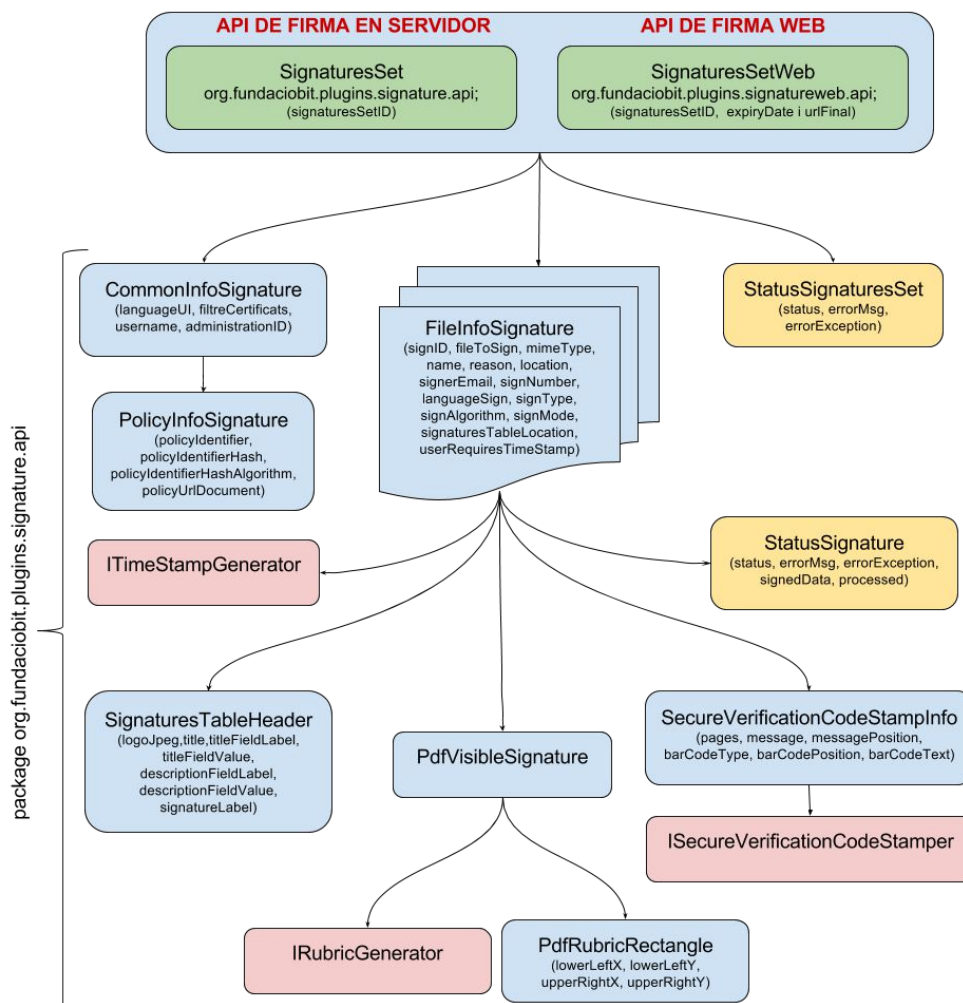 API DE FIRMA EN SERVIDOR
API DE FIRMA WEB
SignaturesSet
org.fundaciobit.plugins.signature.api;
(signaturesSetID)
SignaturesSetWeb
org.fundaciobit.plugins.signatureweb.api;
(signaturesSetID, expiryDate i urlFinal)
CommonInfoSignature
(languageUI, filtreCertificats,
username, administrationID)
FileInfoSignature
(signID, fileToSign, mimeType,
name, reason, location,
signerEmail, signNumber,
languageSign, signType,
signAlgorithm, signMode,
signaturesTableLocation,
userRequiresTimeStamp)
StatusSignaturesSet
(status, errorMsg,
errorException)
PolicyInfoSignature
(policyIdentifier,
policyIdentifierHash,
policyIdentifierHashAlgorithm,
policyUrlDocument)
package org.fundaciobit.plugins.signature.api
ITimeStampGenerator
StatusSignature
(status, errorMsg, errorException,
signedData, processed)
SignaturesTableHeader
(logoJpeg,title,titleFieldLabel,
titleFieldValue,
descriptionFieldLabel,
descriptionFieldValue,
signatureLabel)
PdfVisibleSignature
SecureVerificationCodeStampInfo
(pages, message, messagePosition,
barCodeType, barCodePosition, barCodeText)
ISecureVerificationCodeStamper
IRubricGenerator
PdfRubricRectangle
(lowerLeftX, lowerLeftY,
upperRightX, upperRightY)